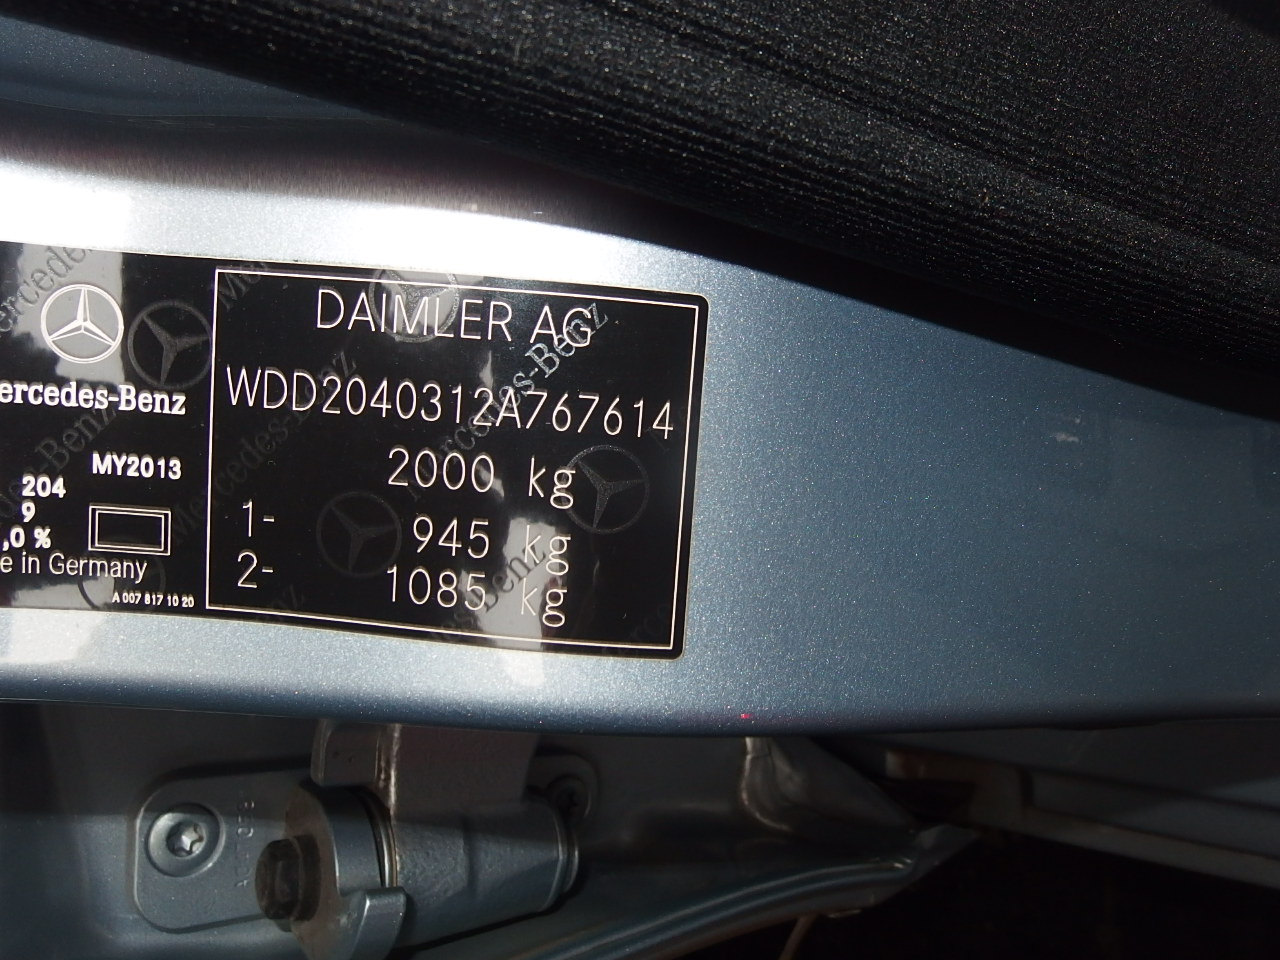 Mercedes-Benz
MY2013
204
9
,0 %
e in Germany
A 007 817 10 20
DAIMLER AG
WDD2040312A767614
2000 kg
1- 945 kg
2- 1085 kg